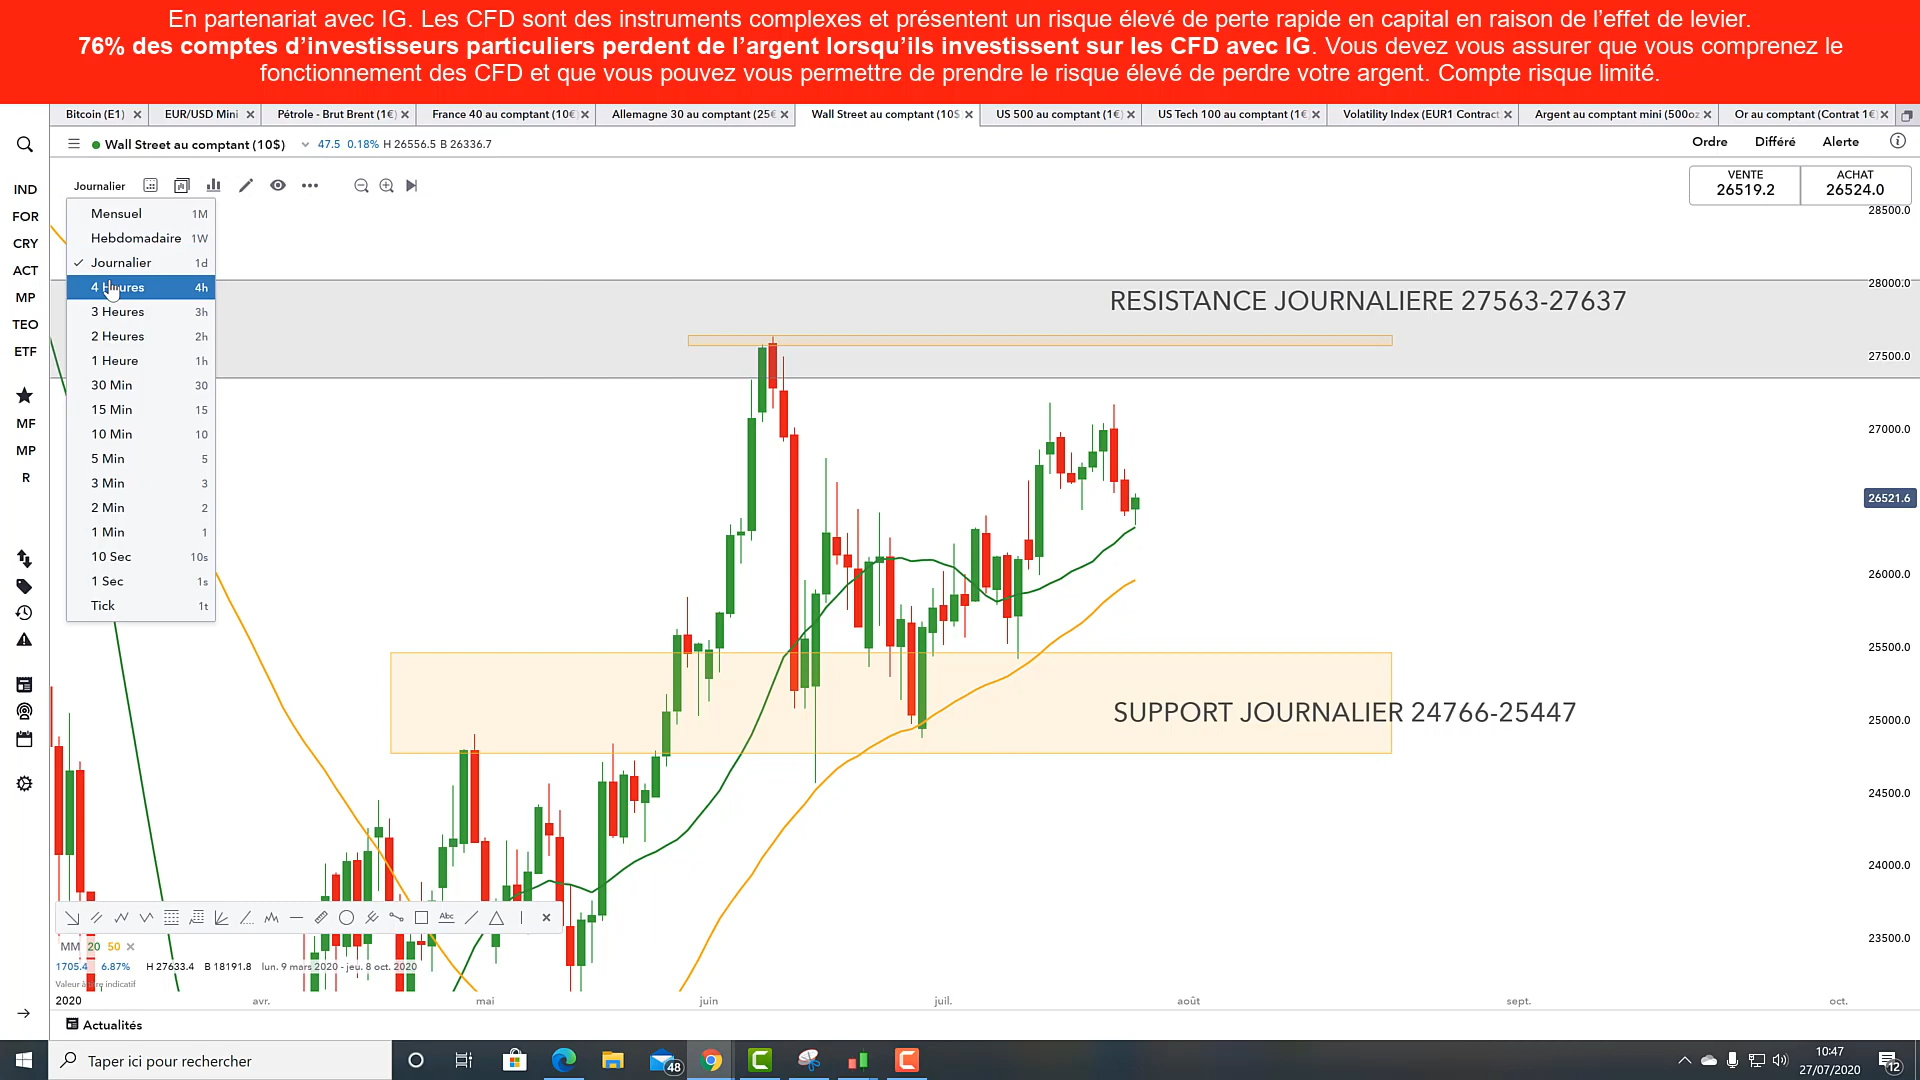 En partenariat avec IG. Les CFD sont des instruments complexes et présentent un risque élevé de perte rapide en capital en raison de l’effet de levier.
76% des comptes d’investisseurs particuliers perdent de l’argent lorsqu’ils investissent sur les CFD avec IG. Vous devez vous assurer que vous comprenez le
fonctionnement des CFD et que vous pouvez vous permettre de prendre le risque élevé de perdre votre argent. Compte risque limité.
Bitcoin (E1) EUR/USD Mini Pétrole - Brut Brent (1€) France 40 au comptant (10€ Allemagne 30 au comptant (25€ Wall Street au comptant (10$ US 500 au comptant (1€) US Tech 100 au comptant (1€ Volatility Index (EUR1 Contract) Argent au comptant mini (500oz Or au comptant (Contrat 1€)
Wall Street au comptant (10$) 47.5 0.18% H 26556.5 B 26336.7 Ordre Différé Alerte
Journalier
VENTE ACHAT
26519.2 26524.0
IND
FOR
CRY
ACT
MP
TEO
ETF
MF
MP
R
Mensuel 1M
Hebdomadaire 1W
Journalier 1d
4 Heures 4h
3 Heures 3h
2 Heures 2h
1 Heure 1h
30 Min 30
15 Min 15
10 Min 10
5 Min 5
3 Min 3
2 Min 2
1 Min 1
10 Sec 10s
1 Sec 1s
Tick 1t
RESISTANCE JOURNALIERE 27563-27637
SUPPORT JOURNALIER 24766-25447
28500.0
28000.0
27500.0
27000.0
26521.6
26000.0
25500.0
25000.0
24500.0
24000.0
23500.0
Abc
MM 20 50
1705.4 6.87% H 27633.4 B 18191.8 lun. 9 mars 2020 - jeu. 8 oct. 2020
Valeur à titre indicatif
2020 avr. mai juin juil. août sept. oct.
Actualités
Taper ici pour rechercher
48
10:47
27/07/2020
12